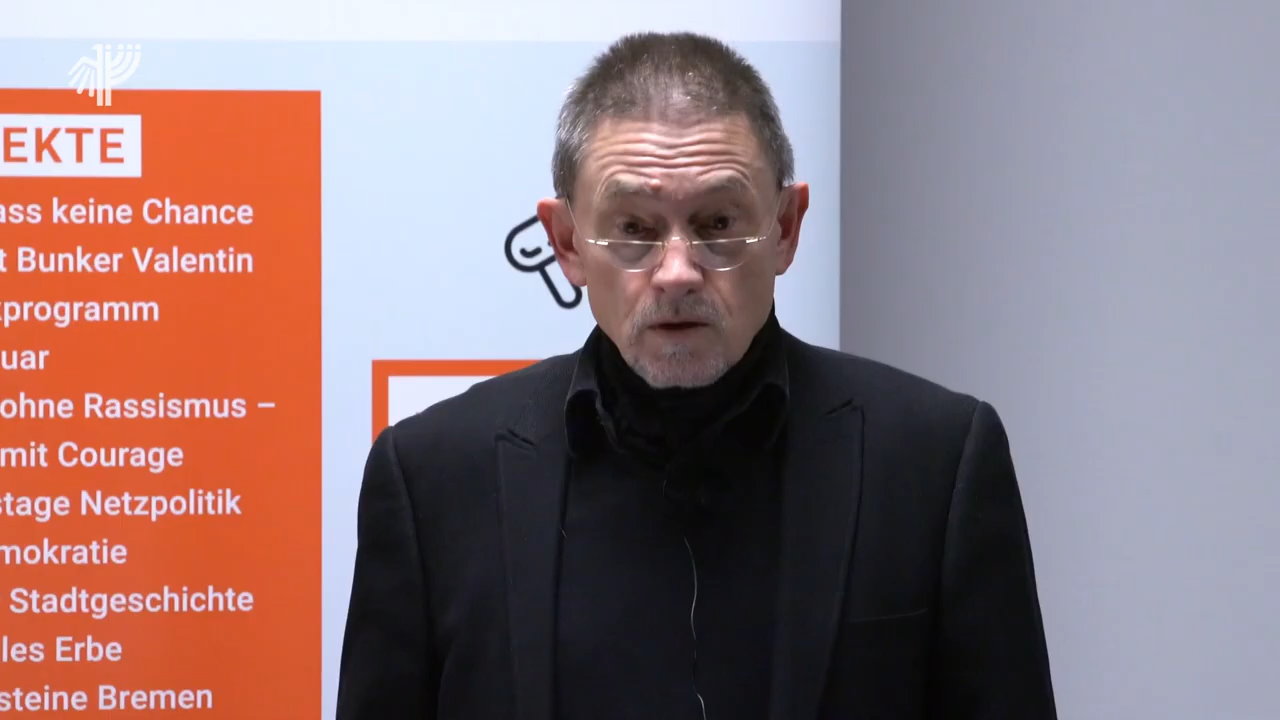 EKTE
ass keine Chance
t Bunker Valentin
programm
uar
ohne Rassismus –
mit Courage
stage Netzpolitik
mokratie
Stadtgeschichte
les Erbe
steine Bremen